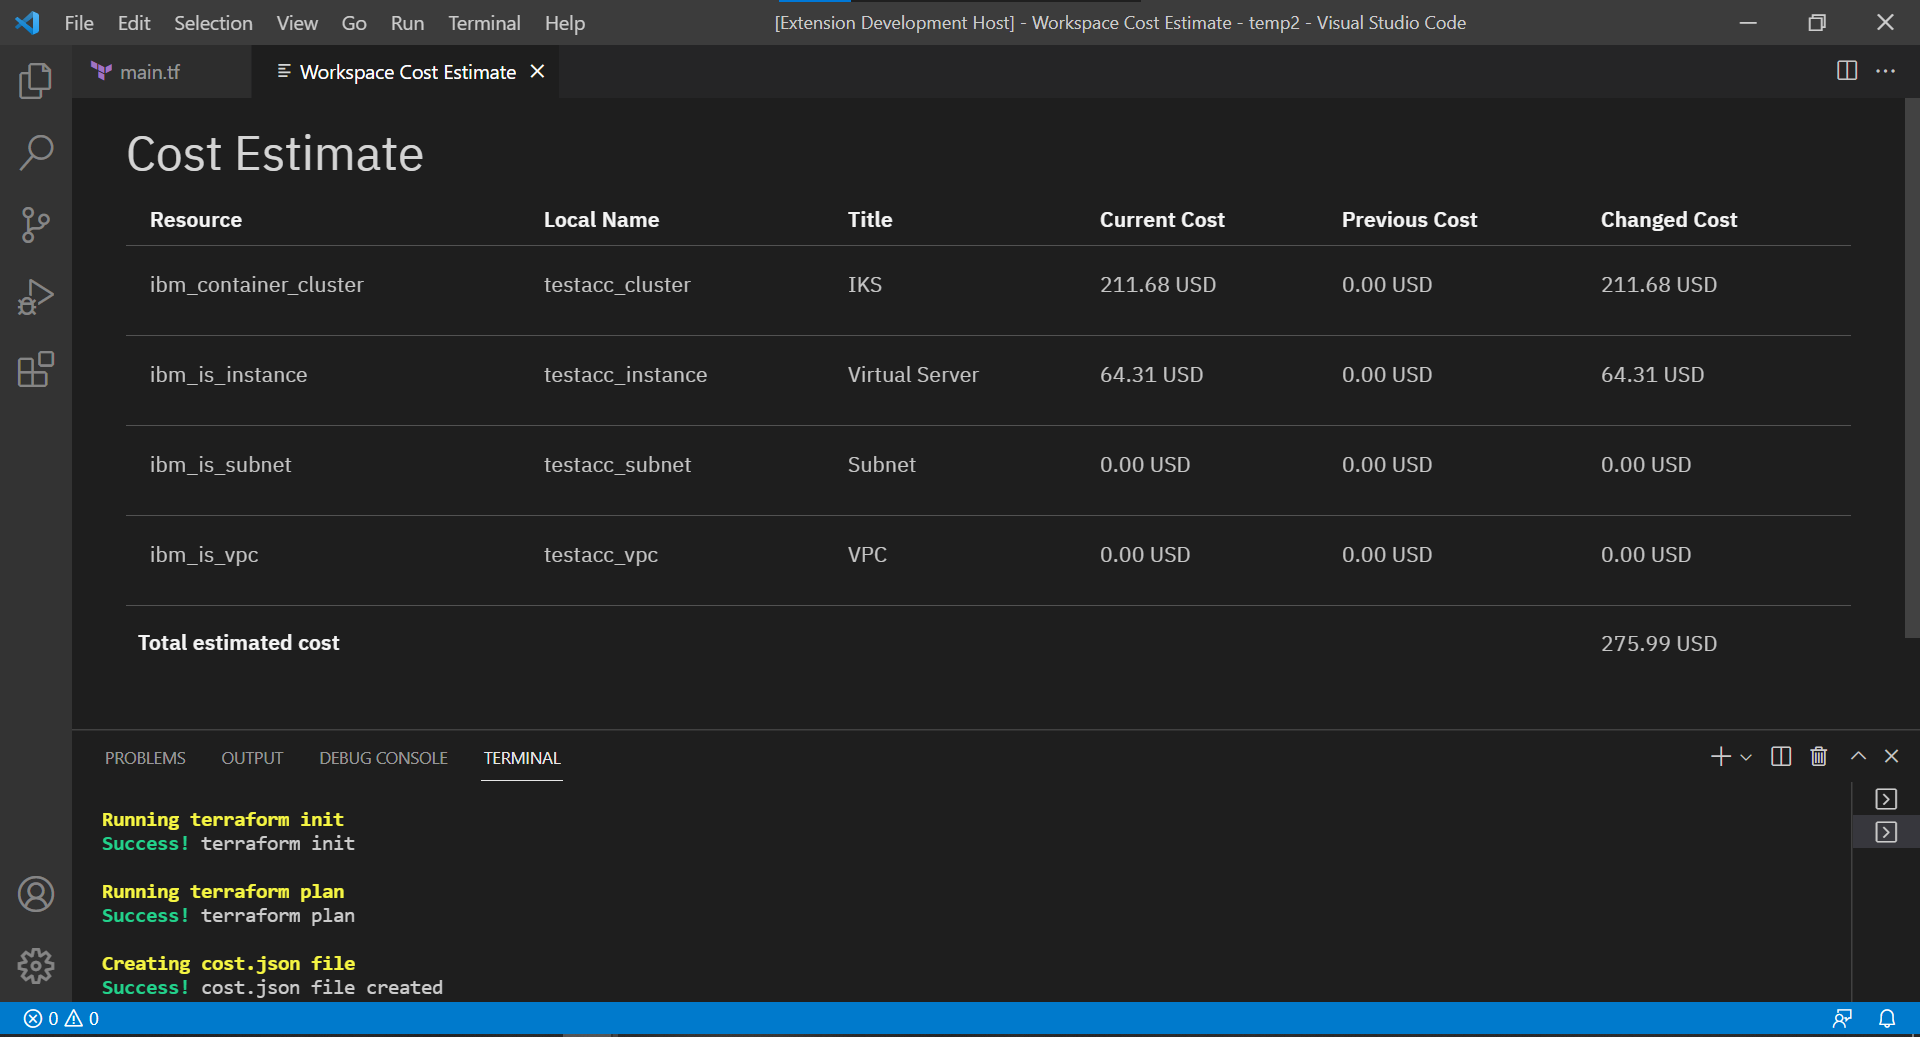 File Edit Selection View Go Run Terminal Help [Extension Development Host] - Workspace Cost Estimate - temp2 - Visual Studio Code
main.tf Workspace Cost Estimate
Cost Estimate
Resource Local Name Title Current Cost Previous Cost Changed Cost
ibm_container_cluster testacc_cluster IKS 211.68 USD 0.00 USD 211.68 USD
ibm_is_instance testacc_instance Virtual Server 64.31 USD 0.00 USD 64.31 USD
ibm_is_subnet testacc_subnet Subnet 0.00 USD 0.00 USD 0.00 USD
ibm_is_vpc testacc_vpc VPC 0.00 USD 0.00 USD 0.00 USD
Total estimated cost 275.99 USD
PROBLEMS OUTPUT DEBUG CONSOLE TERMINAL
Running terraform init
Success! terraform init
Running terraform plan
Success! terraform plan
Creating cost.json file
Success! cost.json file created
0 0